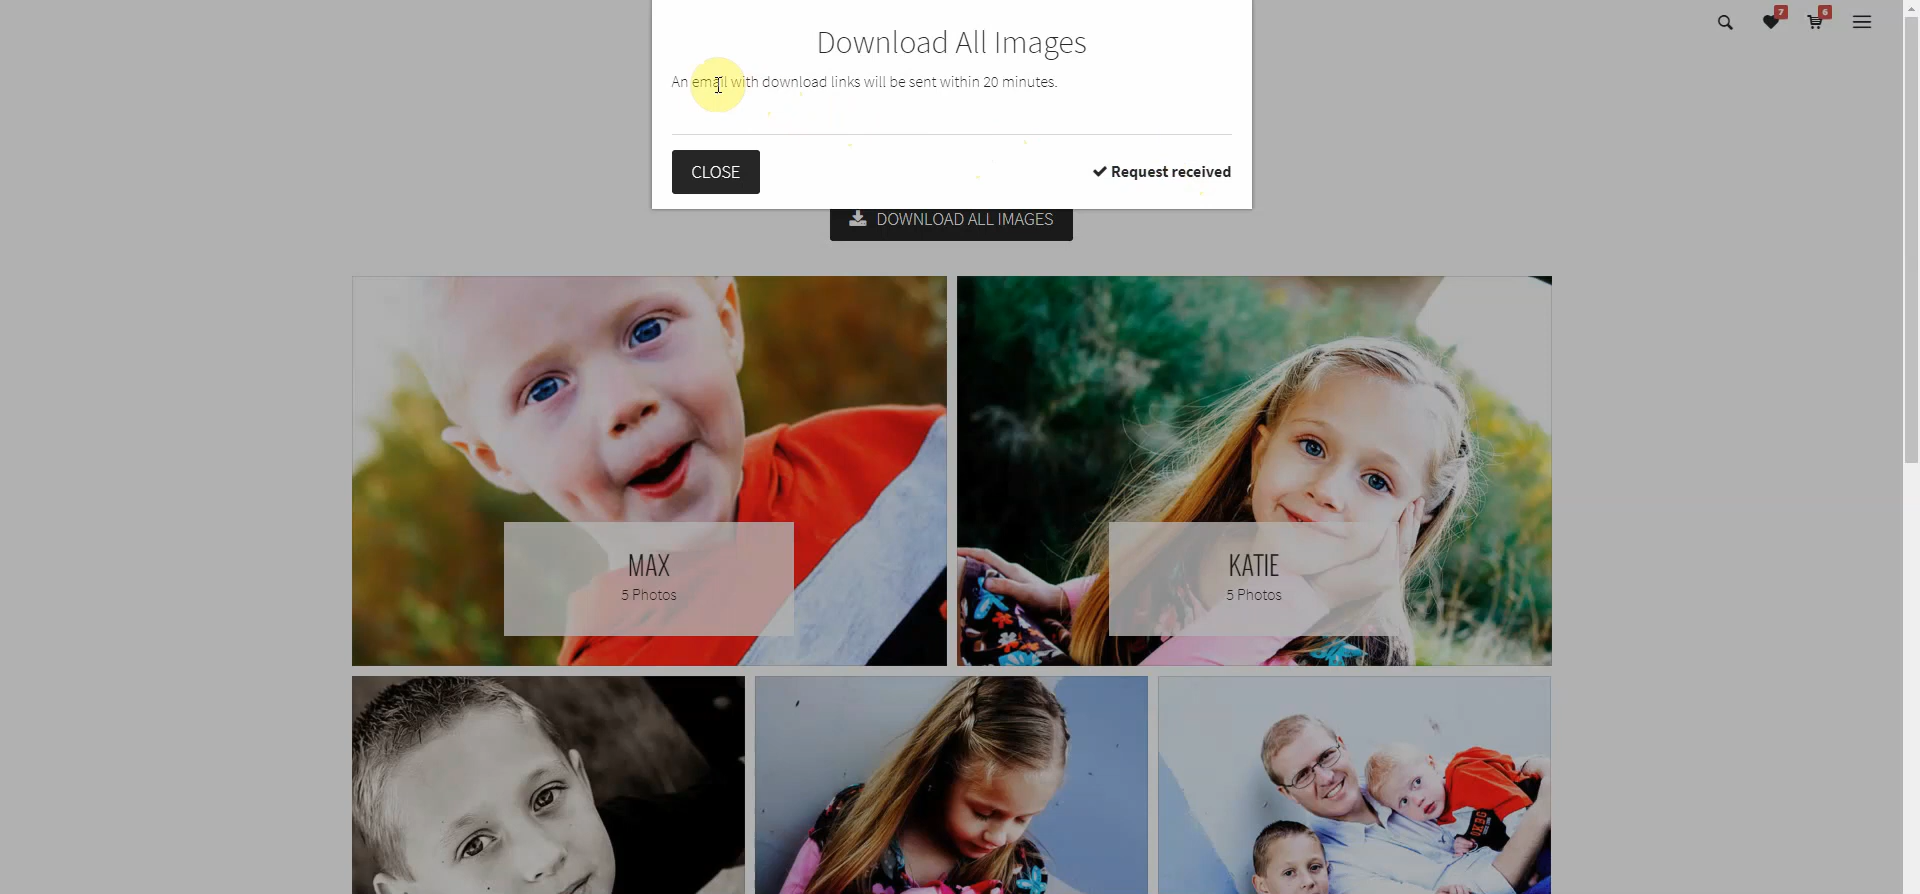 7
6
Download All Images
An email with download links will be sent within 20 minutes.
CLOSE
Request received
DOWNLOAD ALL IMAGES
MAX
5 Photos
KATIE
5 Photos